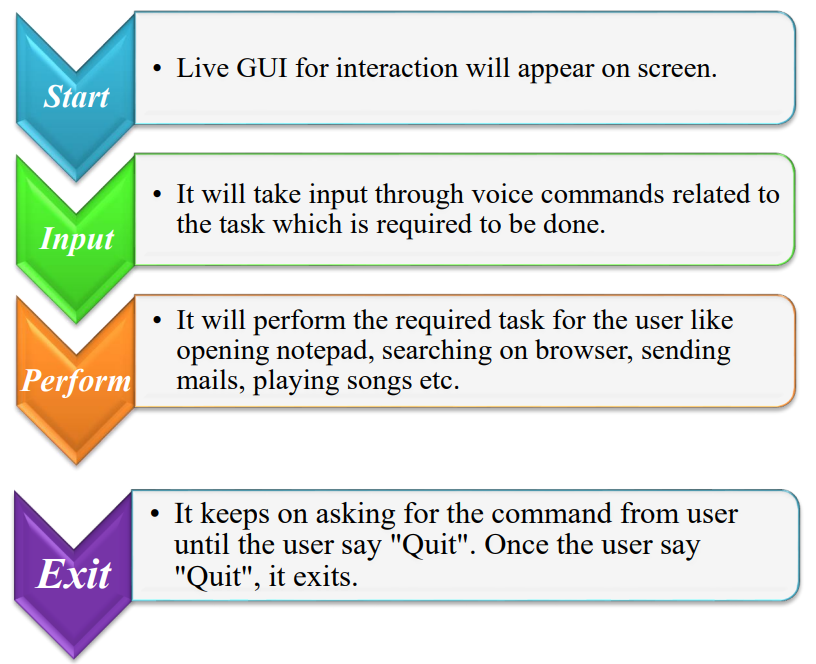 Start
• Live GUI for interaction will appear on screen.
Input
• It will take input through voice commands related to
the task which is required to be done.
Perform
• It will perform the required task for the user like
opening notepad, searching on browser, sending
mails, playing songs etc.
Exit
• It keeps on asking for the command from user
until the user say "Quit". Once the user say
"Quit", it exits.